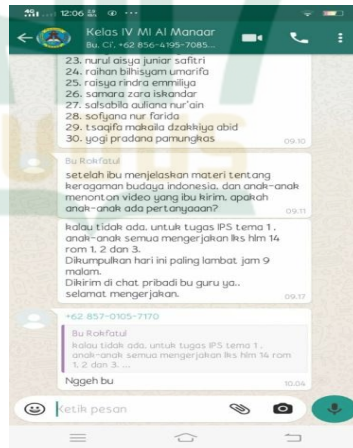 12:06
Kelas IV MI Al Manaar
Bu. Ci', +62 856-4195-7085...
23. nurul aisya juniar safitri
24. raihan bilhisyam umarifa
25. raisya rindra emmiliya
26. samara zara iskandar
27. salsabila auliana nur'ain
28. sofyana nur farida
29. tsaqifa makaila dzakkiya abid
30. yogi pradana pamungkas
09.10
Bu Rokfatul
setelah ibu menjelaskan materi tentang
keragaman budaya indonesia, dan anak-anak
menonton video yang ibu kirim, apakah
anak-anak ada pertanyaaan?
09.11
kalau tidak ada, untuk tugas IPS tema 1 ,
anak-anak semua mengerjakan lks hlm 14
rom 1, 2 dan 3.
Dikumpulkan hari ini paling lambat jam 9
malam.
Dikirim di chat pribadi bu guru ya..
selamat mengerjakan.
09.17
+62 857-0105-7170
Bu Rokfatul
kalau tidak ada, untuk tugas IPS tema 1 ,
anak-anak semua mengerjakan lks hlm 14 rom
1, 2 dan 3. ...
Nggeh bu
10.04
Ketik pesan